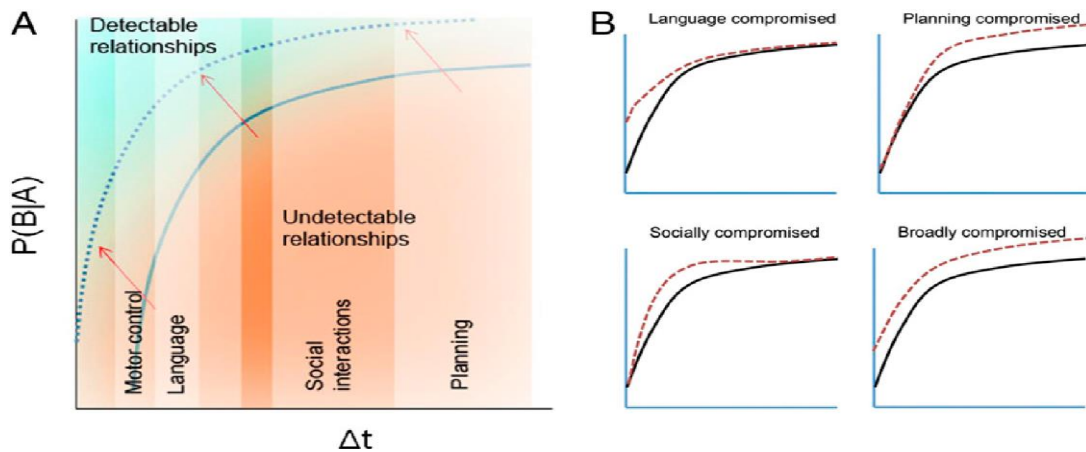 A
Detectable
relationships
P(B|A)
Undetectable
relationships
Motor control
Language
Social
interactions
Planning
Δt
B
Language compromised
Planning compromised
Socially compromised
Broadly compromised